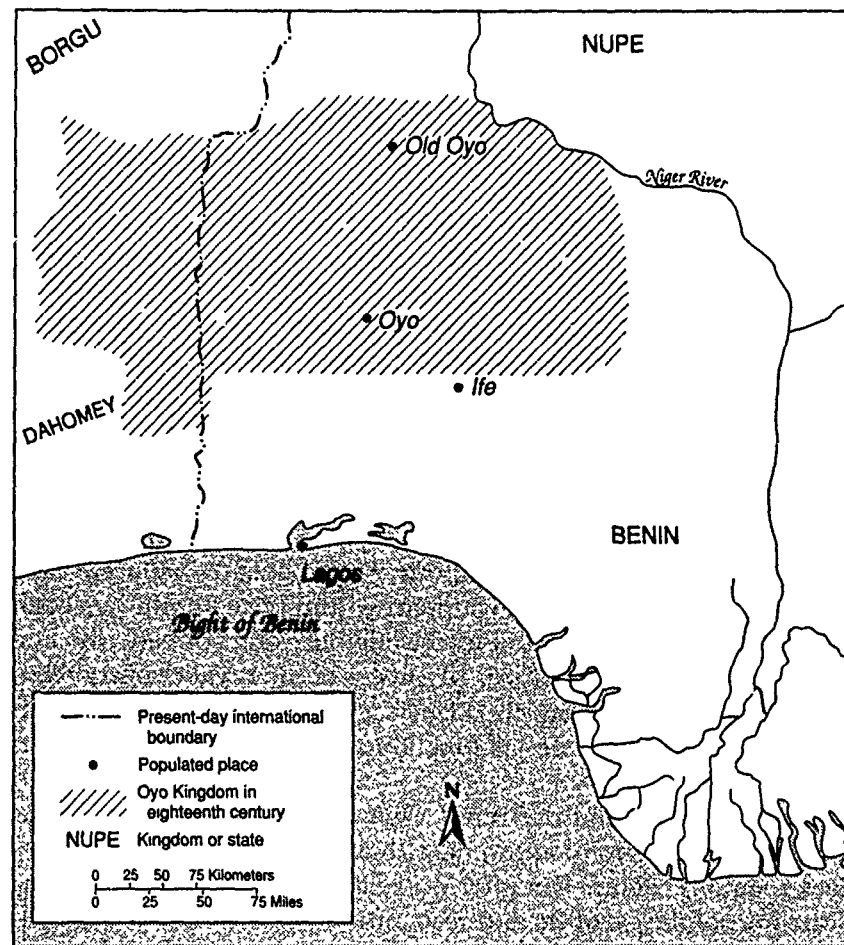 BORGU
NUPE
Old Oyo
Niger River
Oyo
Ife
DAHOMEY
BENIN
Lagos
Bight of Benin
Present-day international
boundary
Populated place
Oyo Kingdom in
eighteenth century
NUPE Kingdom or state
N
0 25 50 75 Kilometers
0 25 50 75 Miles